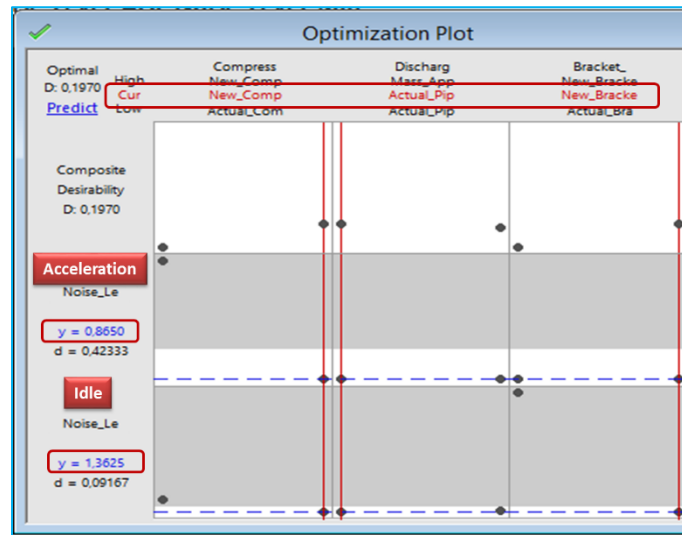 Optimization Plot
Optimal
D: 0,1970
Predict
High
Cur
Low
Compress
New_Comp
New_Comp
Actual_Com
Discharg
Mass_App
Actual_Pip
Actual_Pip
Bracket_
New_Bracke
New_Bracke
Actual_Bra
Composite
Desirability
D: 0,1970
Acceleration
Noise_Le
y = 0,8650
d = 0,42333
Idle
Noise_Le
y = 1,3625
d = 0,09167